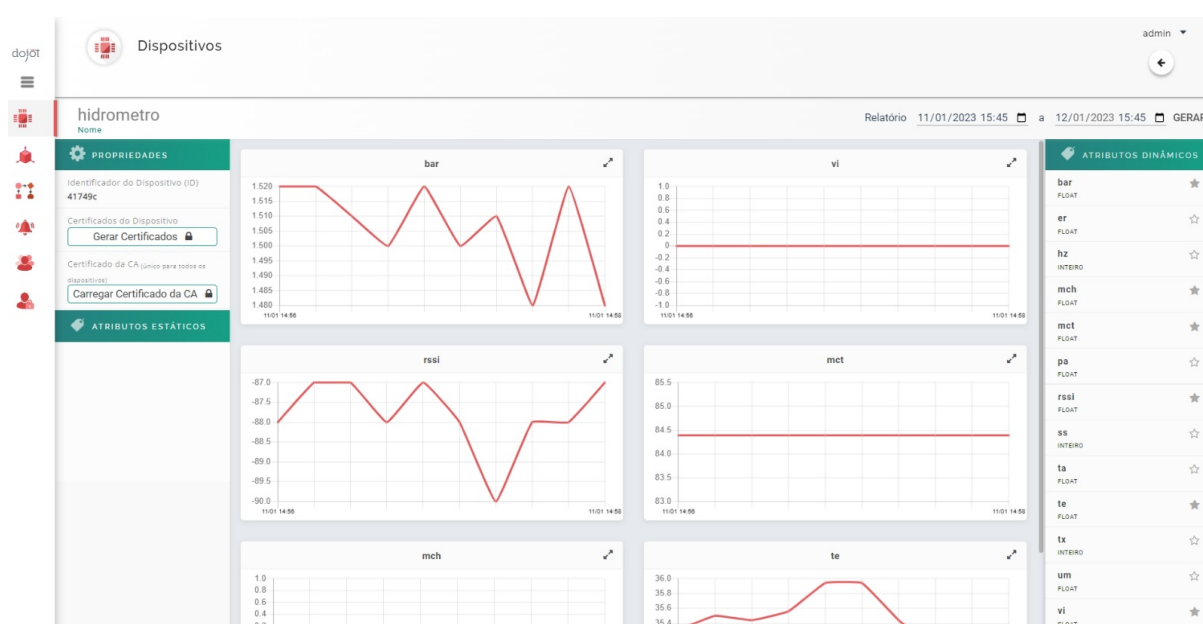 dojōt
Dispositivos
admin
hidrometro
Nome
Relatório 11/01/2023 15:45 a 12/01/2023 15:45 GERAR
PROPRIEDADES
Identificador do Dispositivo (ID)
41749c
Certificados do Dispositivo
Gerar Certificados
Certificado da CA (único para todos os
dispositivos)
Carregar Certificado da CA
ATRIBUTOS ESTÁTICOS
bar
1.520
1.515
1.510
1.505
1.500
1.495
1.490
1.485
1.480
11/01 14:56 11/01 14:58
vi
1.0
0.8
0.6
0.4
0.2
0
-0.2
-0.4
-0.6
-0.8
-1.0
11/01 14:56 11/01 14:58
rssi
-87.0
-87.5
-88.0
-88.5
-89.0
-89.5
-90.0
11/01 14:56 11/01 14:58
mct
85.5
85.0
84.5
84.0
83.5
83.0
11/01 14:56 11/01 14:58
mch
1.0
0.8
0.6
0.4
te
36.0
35.8
35.6
35.4
ATRIBUTOS DINÂMICOS
bar
FLOAT
er
FLOAT
hz
INTEIRO
mch
FLOAT
mct
FLOAT
pa
FLOAT
rssi
FLOAT
ss
INTEIRO
ta
FLOAT
te
FLOAT
tx
INTEIRO
um
FLOAT
vi
FLOAT